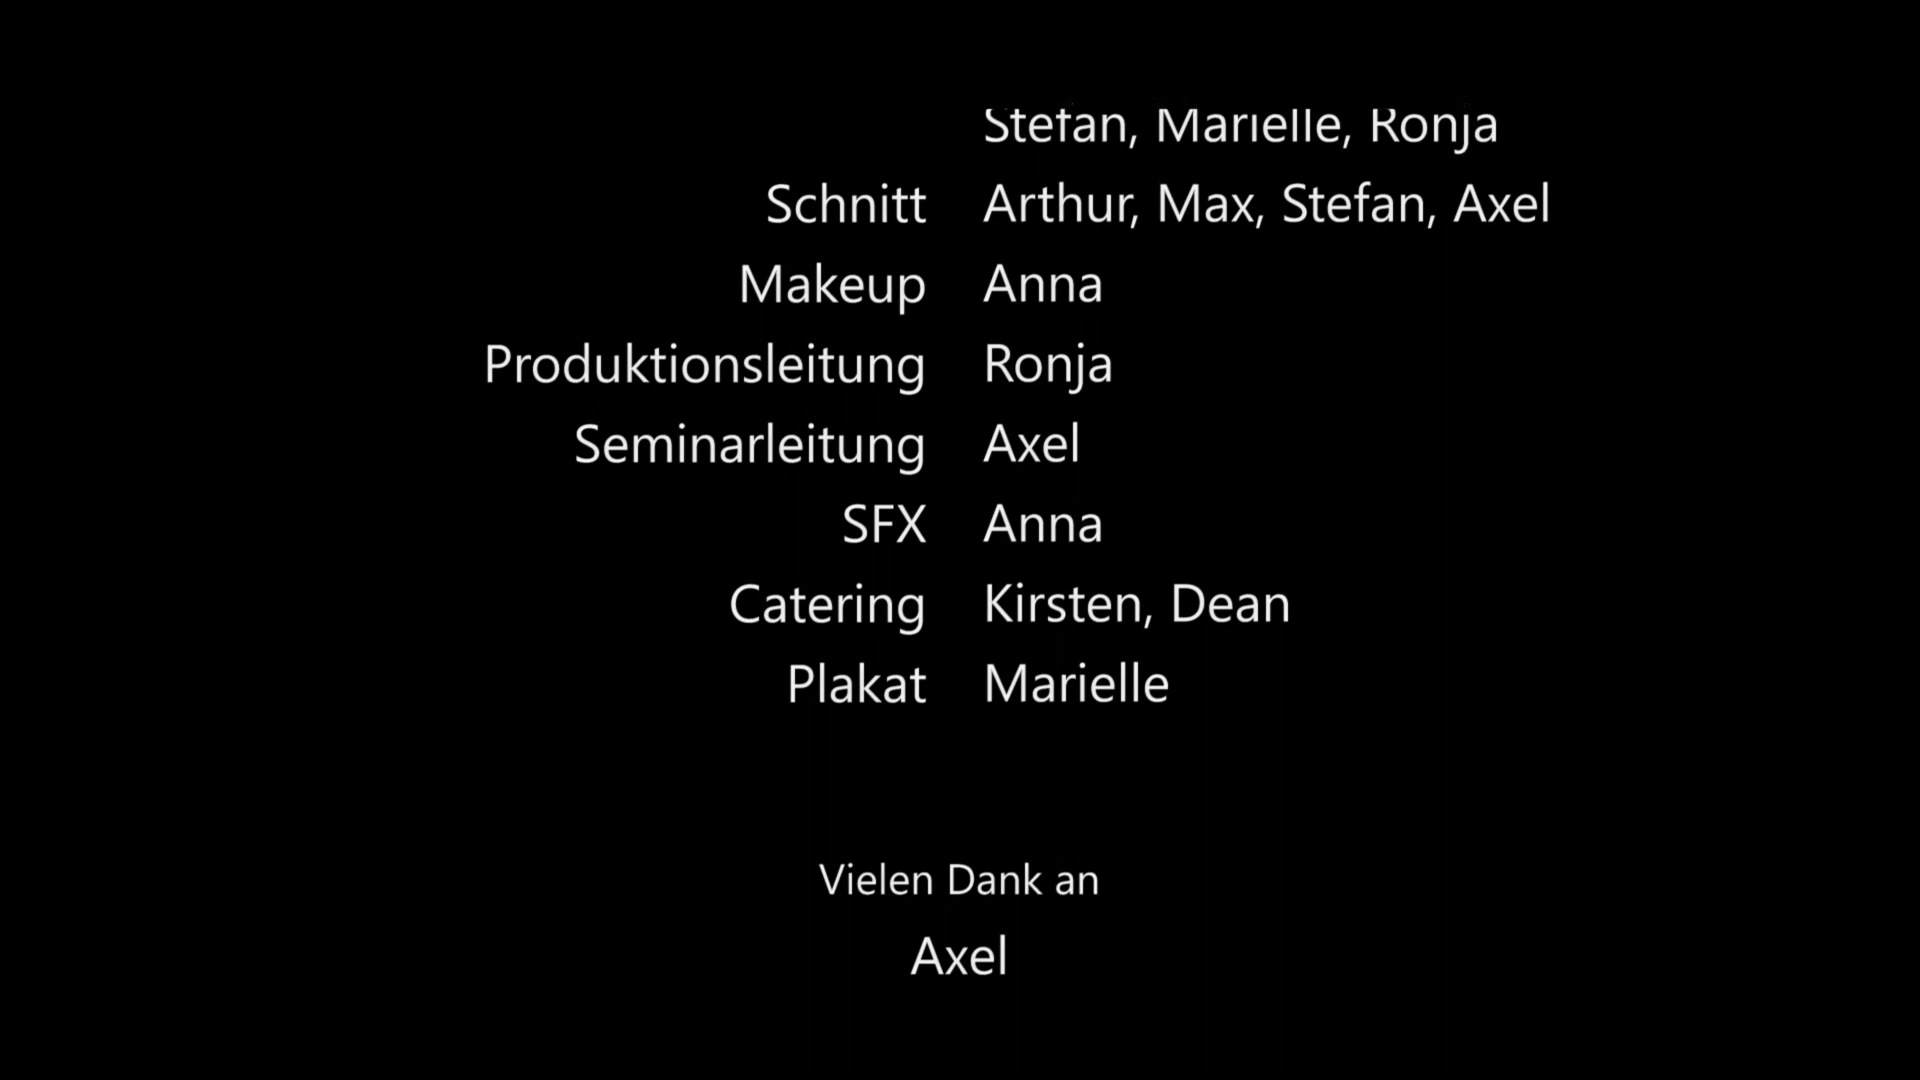 Stefan, Marielle, Ronja
Schnitt Arthur, Max, Stefan, Axel
Makeup Anna
Produktionsleitung Ronja
Seminarleitung Axel
SFX Anna
Catering Kirsten, Dean
Plakat Marielle
Vielen Dank an
Axel